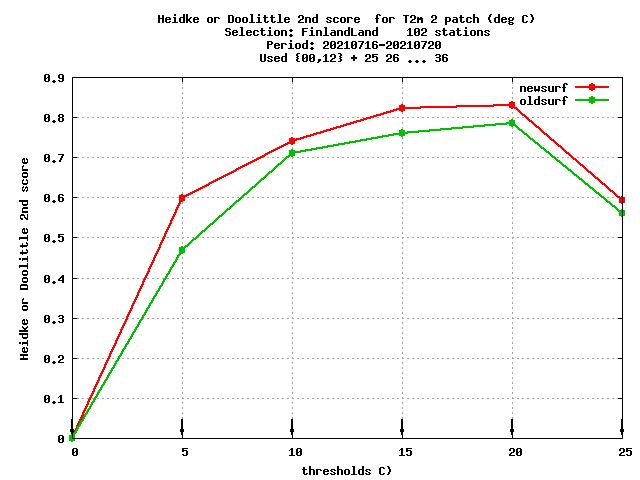 Heidke or Doolittle 2nd score  for T2m 2 patch (deg C)
Selection: FinlandLand    102 stations
Period: 20210716-20210720
Used {00,12} + 25 26 ... 36
newsurf
oldsurf
0.9
0.8
0.7
0.6
0.5
0.4
0.3
0.2
0.1
0
Heidke or Doolittle 2nd score
0 5 10 15 20 25
thresholds C)